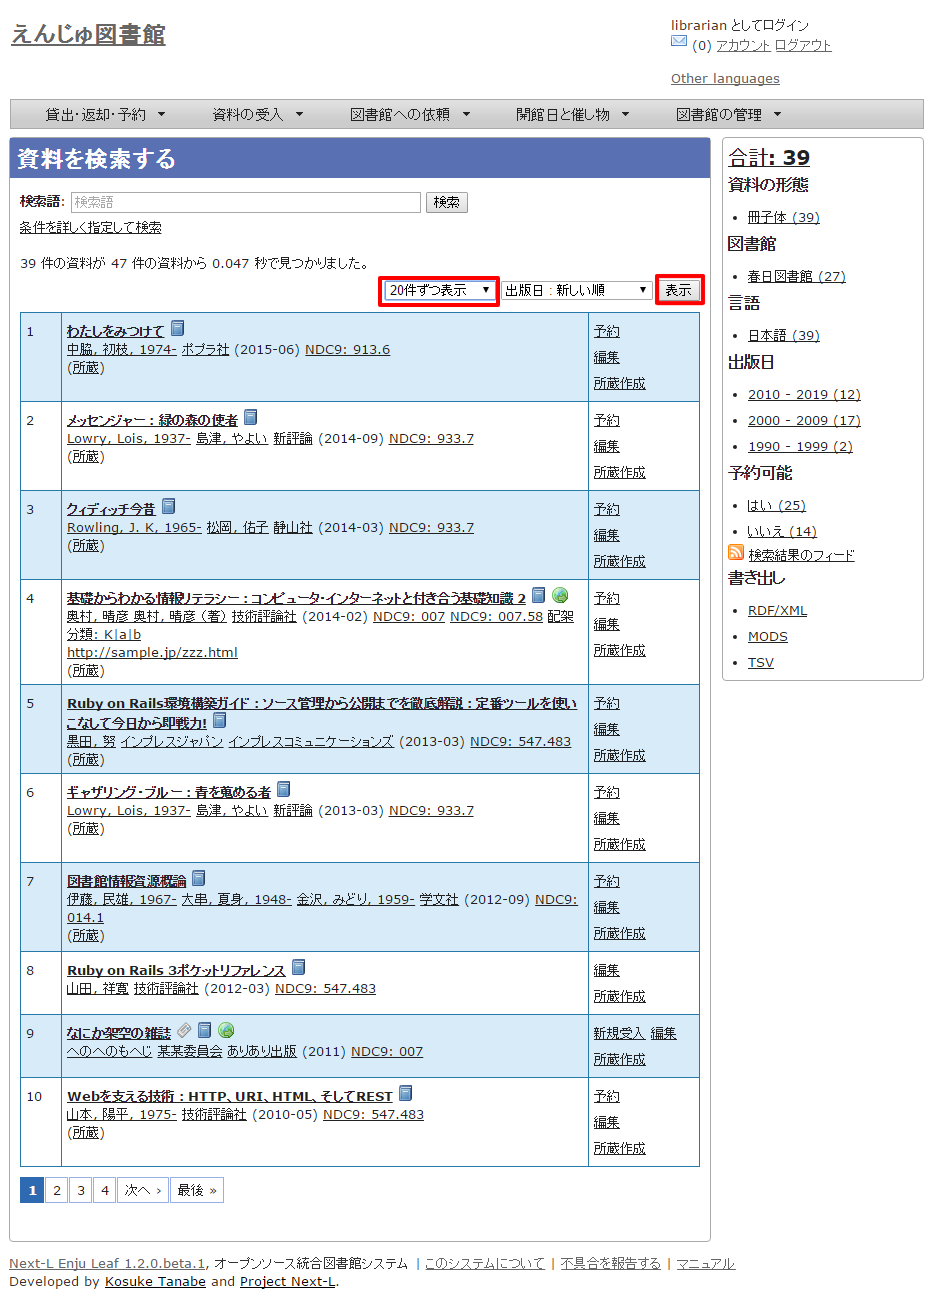 えんじゅ図書館
librarian としてログイン
(0) アカウント ログアウト
Other languages
貸出・返却・予約 ▼ 資料の受入 ▼ 図書館への依頼 ▼ 開館日と催し物 ▼ 図書館の管理 ▼
資料を検索する
検索語: 検索語 検索
条件を詳しく指定して検索
39 件の資料が 47 件の資料から 0.047 秒で見つかりました。
20件ずつ表示 ▼ 出版日：新しい順 ▼ 表示
1 わたしをみつけて 予約
中脇, 初枝, 1974- ポプラ社 (2015-06) NDC9: 913.6
(所蔵)
編集
所蔵作成
2 メッセンジャー : 緑の森の使者 予約
Lowry, Lois, 1937- 島津, やよい 新評論 (2014-09) NDC9: 933.7
(所蔵)
編集
所蔵作成
3 クィディッチ今昔 予約
Rowling, J. K, 1965- 松岡, 佑子 静山社 (2014-03) NDC9: 933.7
(所蔵)
編集
所蔵作成
4 基礎からわかる情報リテラシー : コンピュータ・インターネットと付き合う基礎知識 2 予約
奥村, 晴彦 奥村, 晴彦（著） 技術評論社 (2014-02) NDC9: 007 NDC9: 007.58 配架
分類: K|a|b
http://sample.jp/zzz.html
(所蔵)
編集
所蔵作成
5 Ruby on Rails環境構築ガイド : ソース管理から公開までを徹底解説 : 定番ツールを使い
こなして今日から即戦力!
黒田, 努 インプレスジャパン インプレスコミュニケーションズ (2013-03) NDC9: 547.483
(所蔵)
予約
編集
所蔵作成
6 ギャザリング・ブルー : 青を蒐める者 予約
Lowry, Lois, 1937- 島津, やよい 新評論 (2013-03) NDC9: 933.7
(所蔵)
編集
所蔵作成
7 図書館情報資源概論 予約
伊藤, 民雄, 1967- 大串, 夏身, 1948- 金沢, みどり, 1959- 学文社 (2012-09) NDC9:
014.1
(所蔵)
編集
所蔵作成
8 Ruby on Rails 3ポケットリファレンス 編集
山田, 祥寛 技術評論社 (2012-03) NDC9: 547.483
所蔵作成
9 なにか架空の雑誌 新規受入 編集
へのへのもへじ 某某委員会 ありあり出版 (2011) NDC9: 007
所蔵作成
10 Webを支える技術 : HTTP、URI、HTML、そしてREST 予約
山本, 陽平, 1975- 技術評論社 (2010-05) NDC9: 547.483
(所蔵)
編集
所蔵作成
1 2 3 4 次へ › 最後 »
合計: 39
資料の形態
• 冊子体 (39)
図書館
• 春日図書館 (27)
言語
• 日本語 (39)
出版日
• 2010 - 2019 (12)
• 2000 - 2009 (17)
• 1990 - 1999 (2)
予約可能
• はい (25)
• いいえ (14)
検索結果のフィード
書き出し
• RDF/XML
• MODS
• TSV
Next-L Enju Leaf 1.2.0.beta.1, オープンソース統合図書館システム | このシステムについて | 不具合を報告する | マニュアル
Developed by Kosuke Tanabe and Project Next-L.